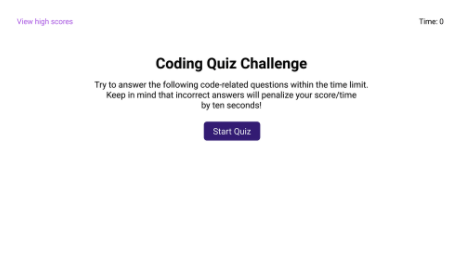 View high scores
Time: 0
Coding Quiz Challenge
Try to answer the following code-related questions within the time limit.
Keep in mind that incorrect answers will penalize your score/time
by ten seconds!
Start Quiz